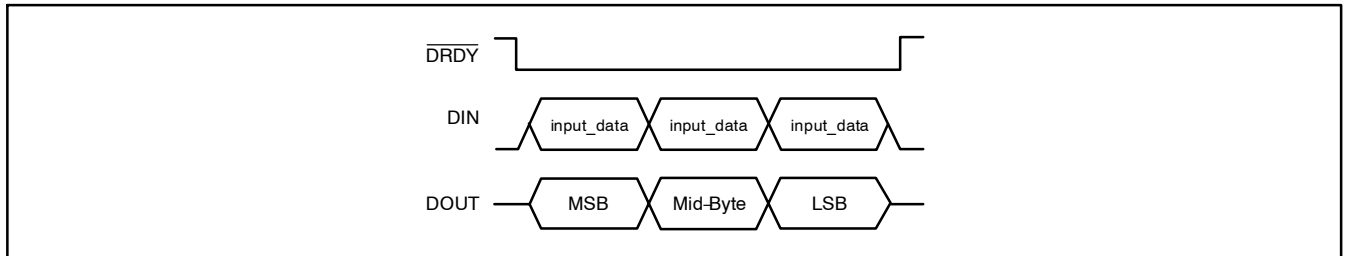 DRDY
DIN input_data input_data input_data
DOUT MSB Mid-Byte LSB